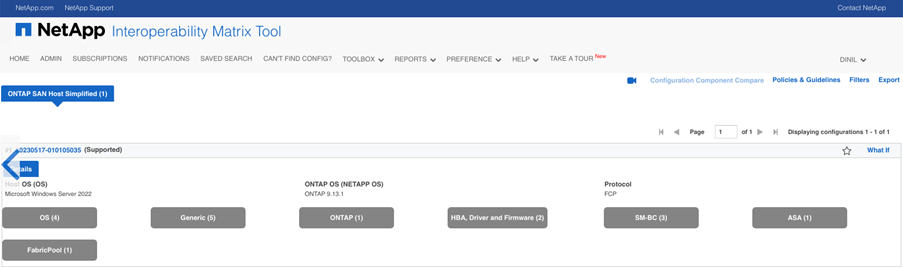 NetApp.com NetApp Support Contact NetApp
NetApp Interoperability Matrix Tool
HOME ADMIN SUBSCRIPTIONS NOTIFICATIONS SAVED SEARCH CAN'T FIND CONFIG? TOOLBOX REPORTS PREFERENCE HELP TAKE A TOUR New DINIL
Configuration Component Compare Policies & Guidelines Filters Export
ONTAP SAN Host Simplified (1)
Page 1 of 1 Displaying configurations 1 - 1 of 1
#1 0230517-010105035 (Supported) What If
ails
Host OS (OS) ONTAP OS (NETAPP OS) Protocol
Microsoft Windows Server 2022 ONTAP 9.13.1 FCP
OS (4) Generic (5) ONTAP (1) HBA, Driver and Firmware (2) SM-BC (3) ASA (1)
FabricPool (1)